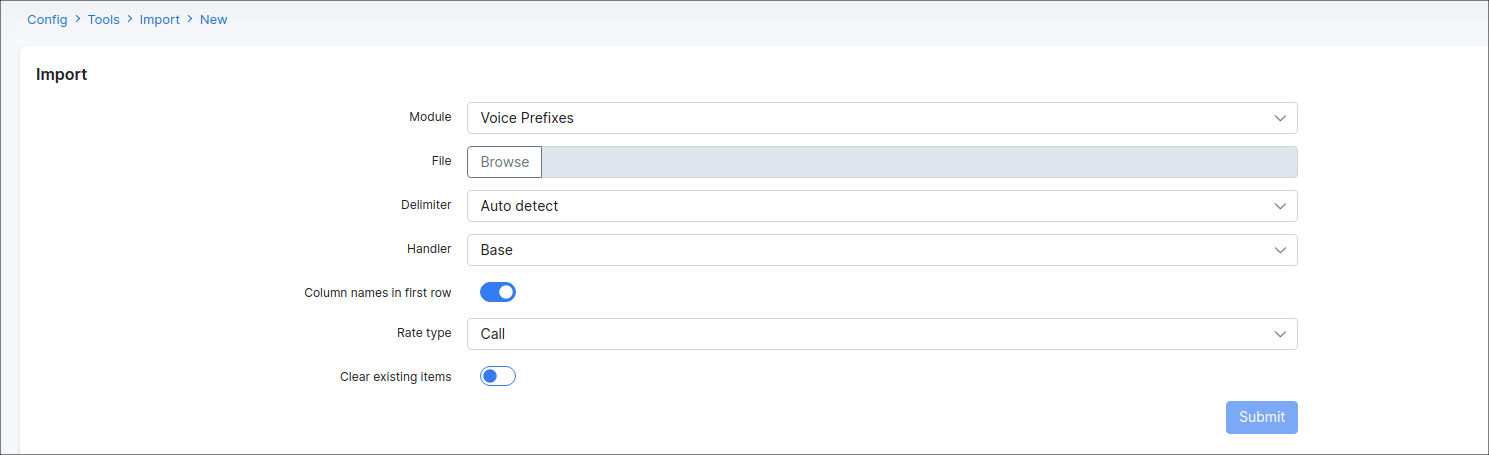 Config > Tools > Import > New
Import
Module Voice Prefixes
File Browse
Delimiter Auto detect
Handler Base
Column names in first row
Rate type Call
Clear existing items
Submit